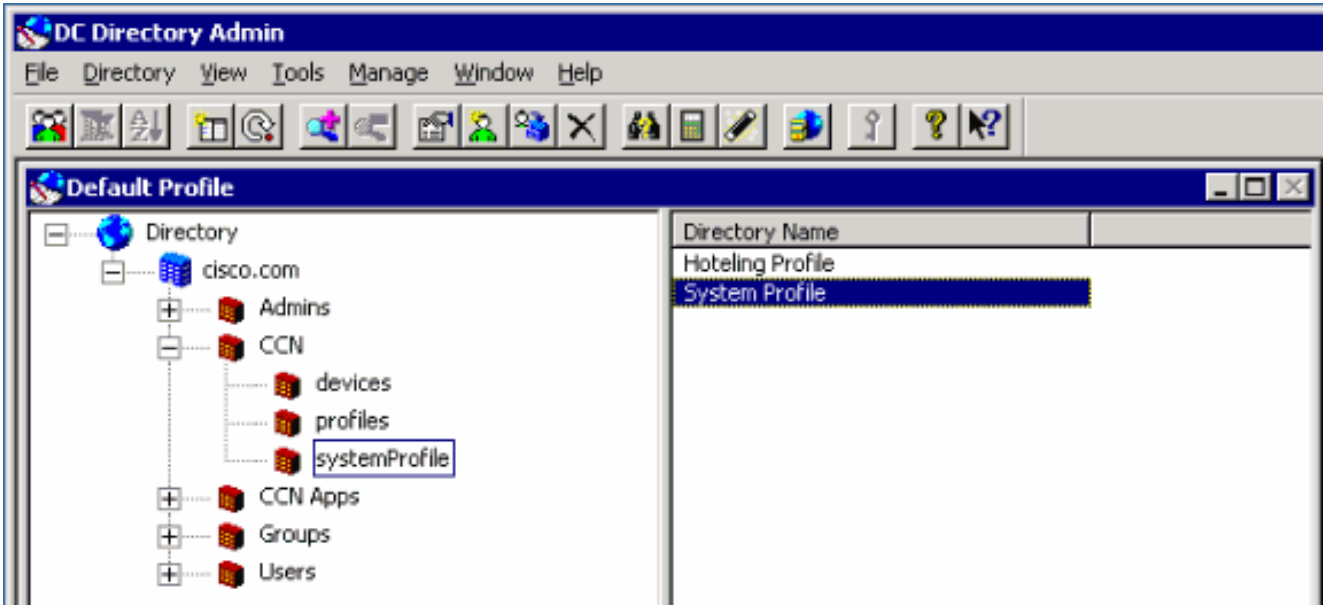 DC Directory Admin
File Directory View Tools Manage Window Help
Default Profile
Directory
cisco.com
Admins
CCN
devices
profiles
systemProfile
CCN Apps
Groups
Users
Directory Name
Hoteling Profile
System Profile